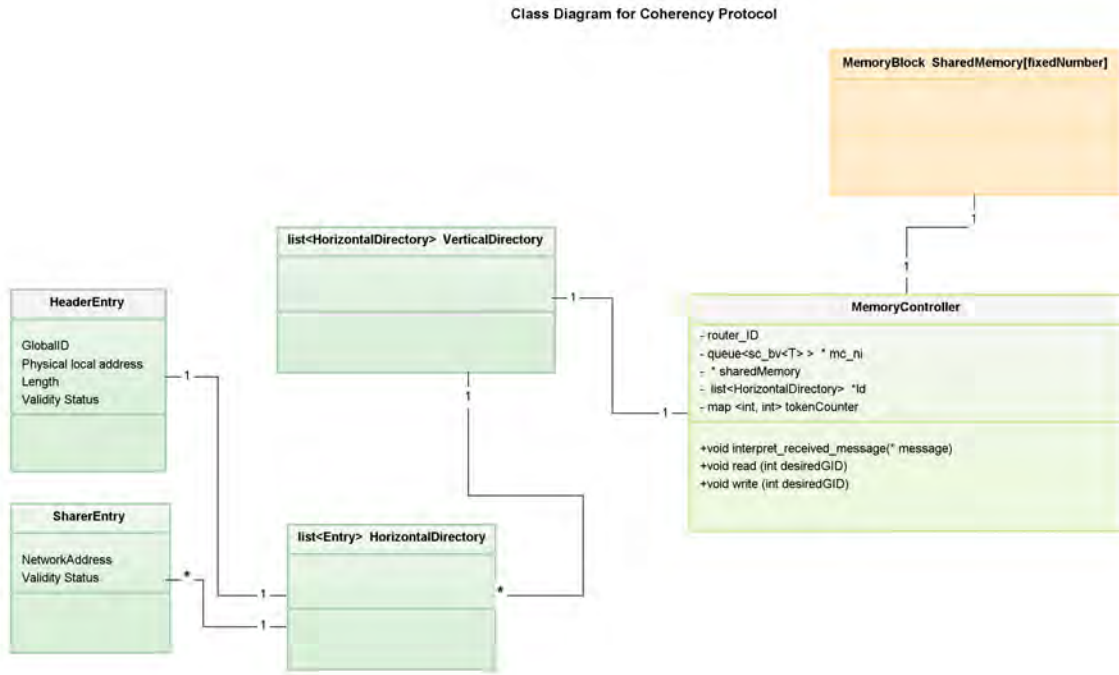 Class Diagram for Coherency Protocol
MemoryBlock SharedMemory[fixedNumber]
1
1
list<HorizontalDirectory> VerticalDirectory
1
1
1
HeaderEntry
GlobalID
Physical local address
Length
Validity Status
1
MemoryController
- router_ID
- queue<sc_bv<T> > * mc_ni
- * sharedMemory
- list<HorizontalDirectory> *ld
- map <int, int> tokenCounter
+void interpret_received_message(* message)
+void read (int desiredGID)
+void write (int desiredGID)
SharerEntry
NetworkAddress
Validity Status
*
list<Entry> HorizontalDirectory
1
1
*